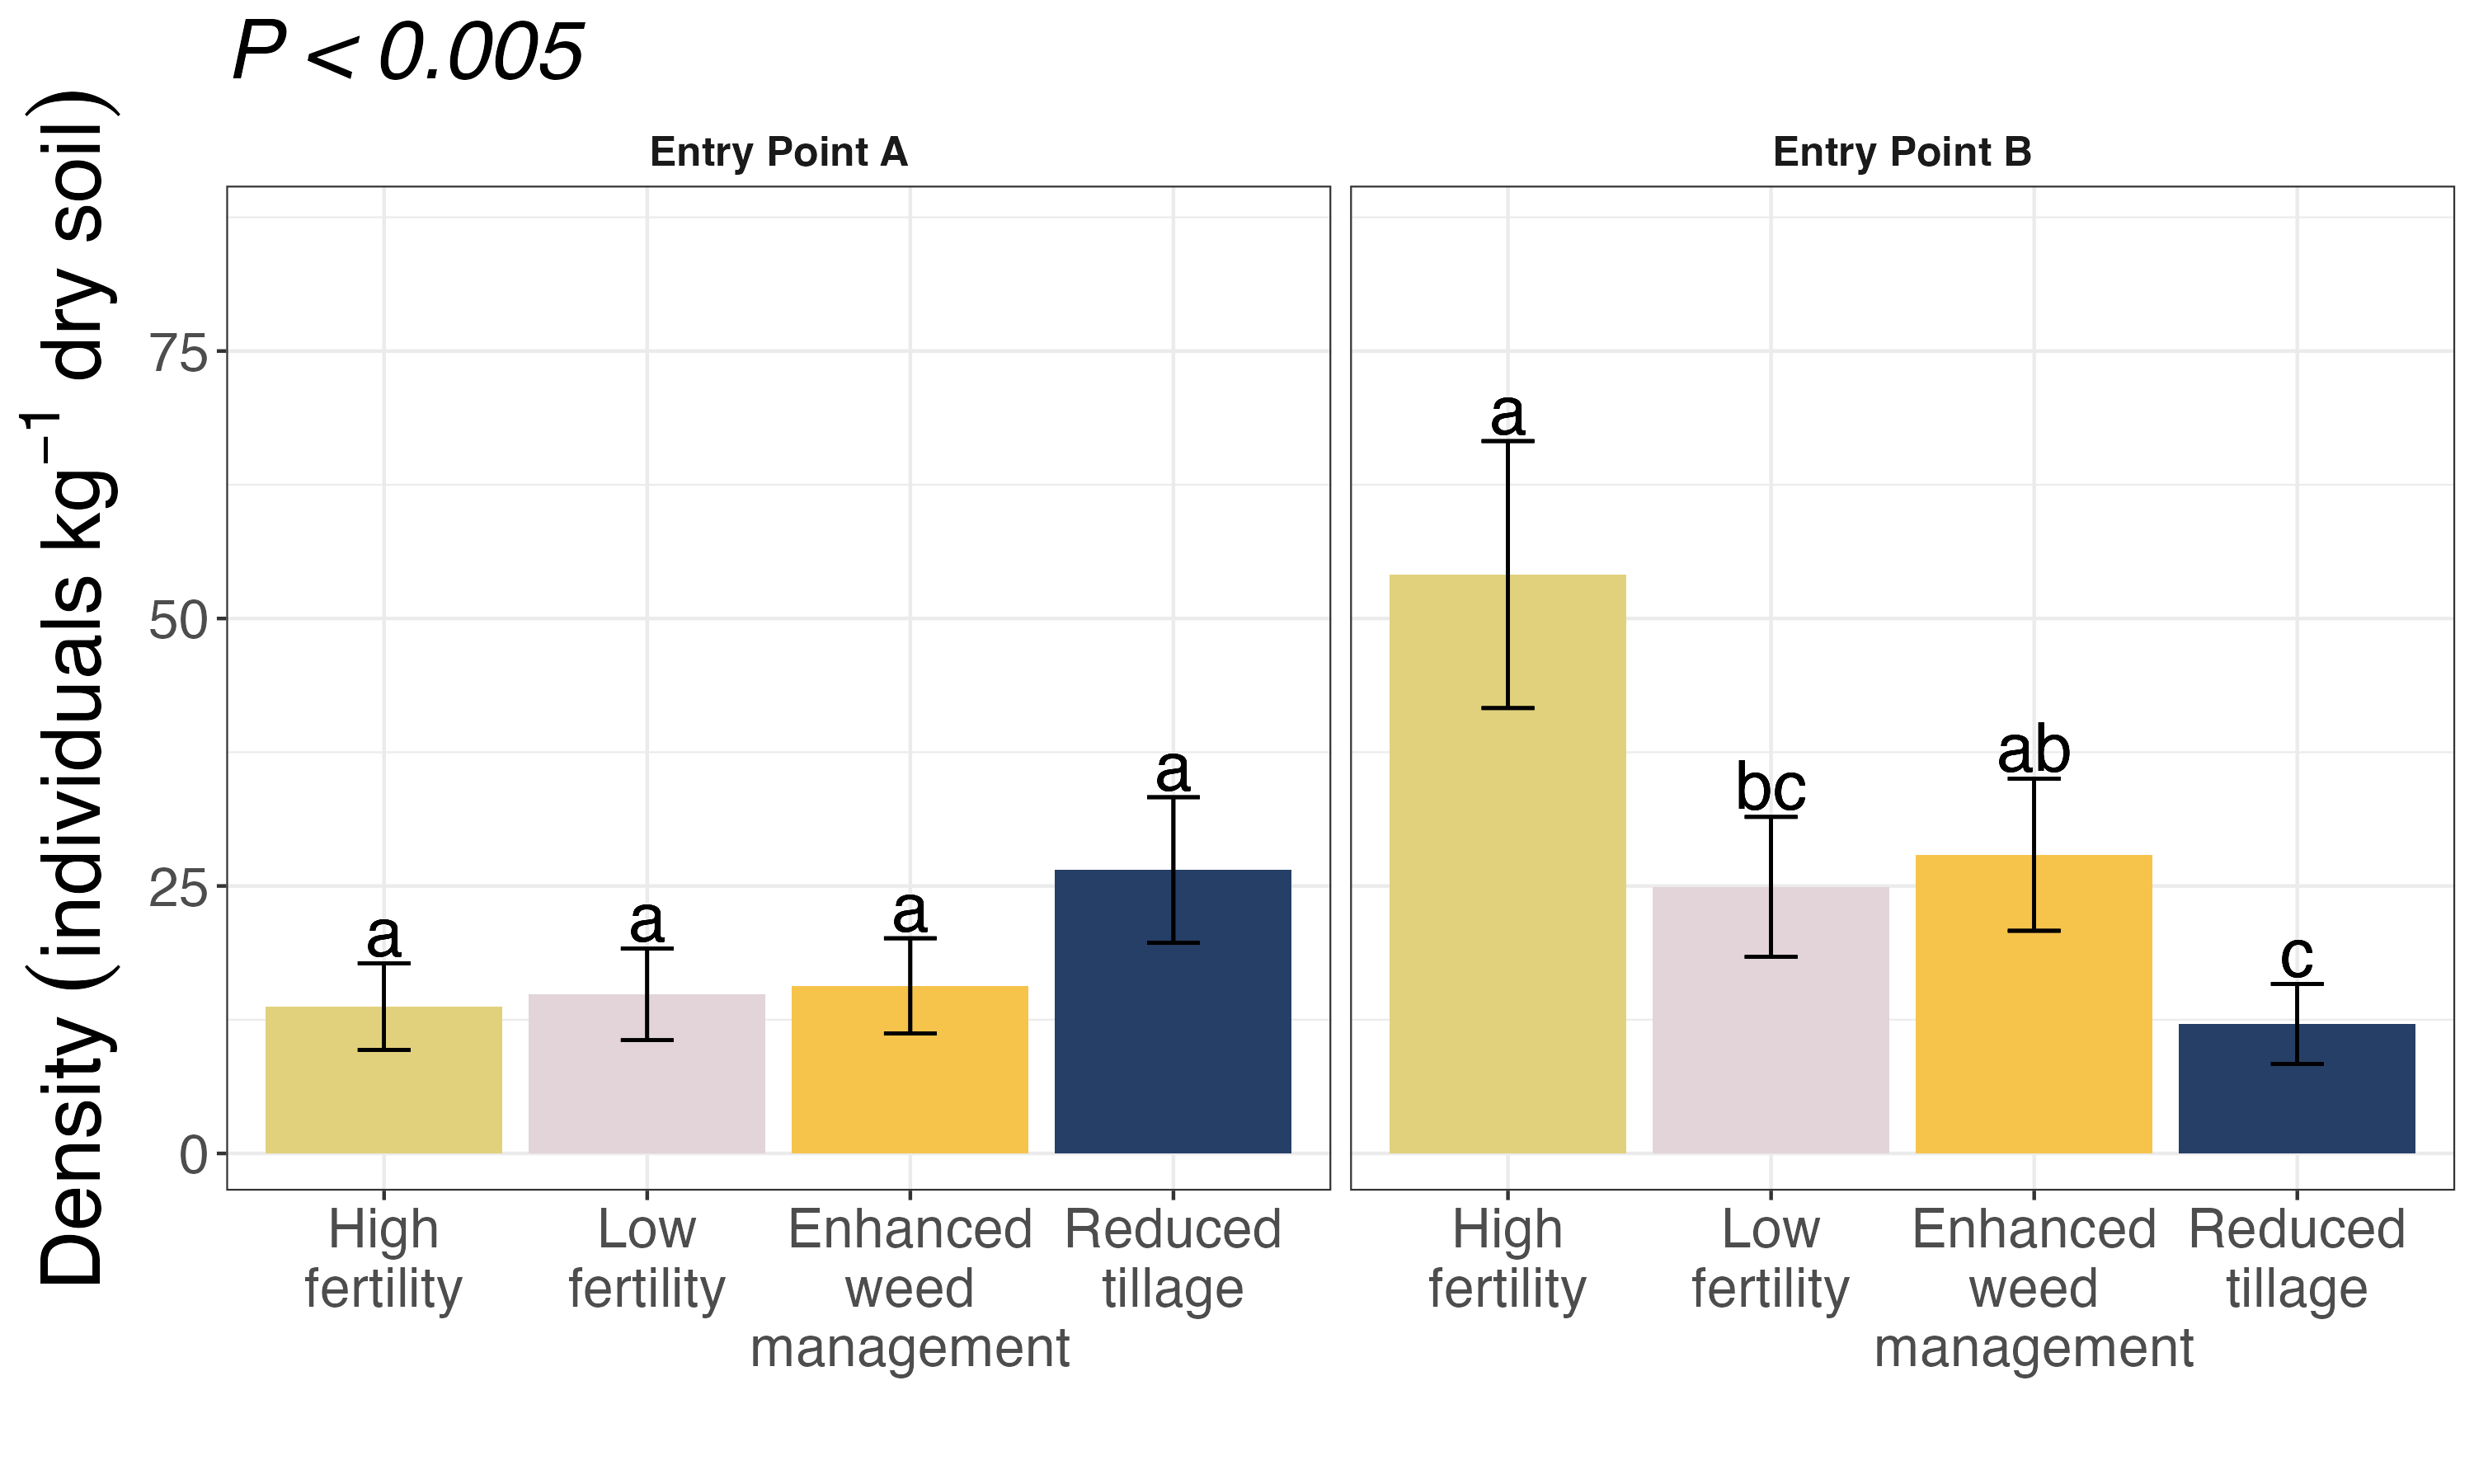 P < 0.005
Density (individuals kg⁻¹ dry soil)
Entry Point A
Entry Point B
75
50
25
0
a
a
a
a
a
bc
ab
c
High
fertility
Low
fertility
Enhanced
weed
management
Reduced
tillage
High
fertility
Low
fertility
Enhanced
weed
management
Reduced
tillage